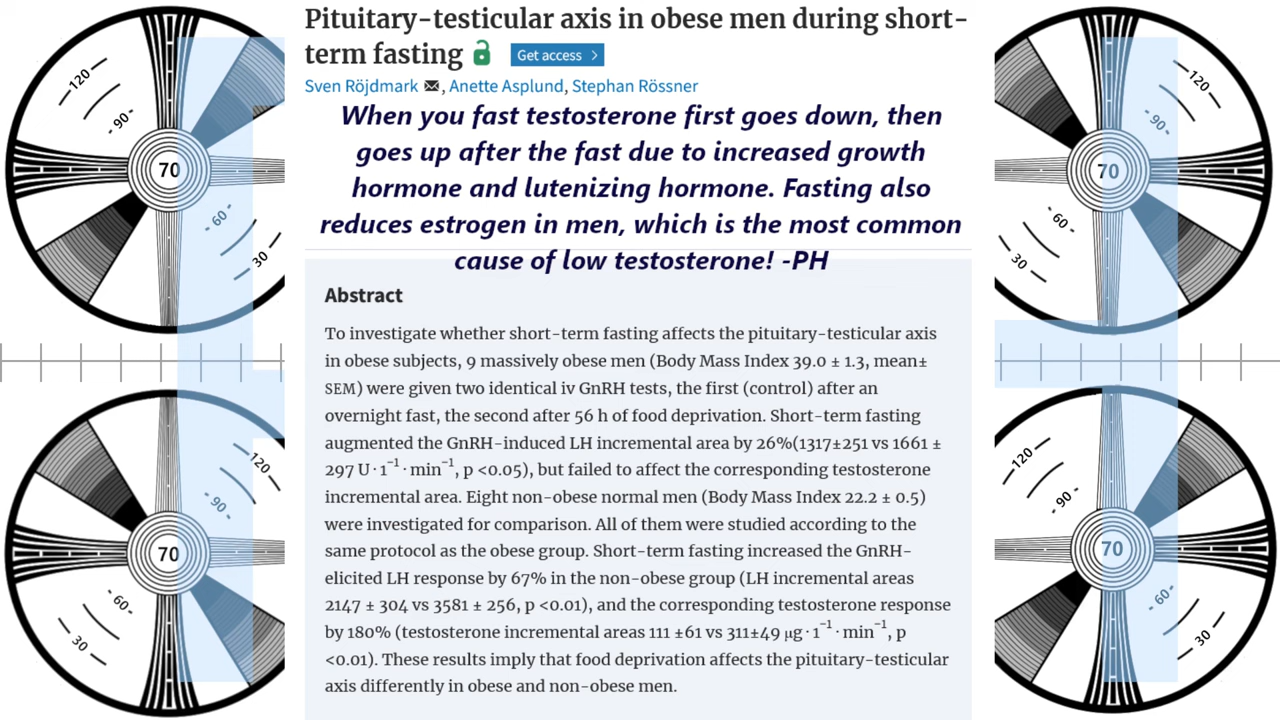 Pituitary-testicular axis in obese men during short-
term fasting Get access >
Sven Röjdmark, Anette Asplund, Stephan Rössner
When you fast testosterone first goes down, then
goes up after the fast due to increased growth
hormone and lutenizing hormone. Fasting also
reduces estrogen in men, which is the most common
cause of low testosterone! -PH
Abstract
To investigate whether short-term fasting affects the pituitary-testicular axis
in obese subjects, 9 massively obese men (Body Mass Index 39.0 ± 1.3, mean±
SEM) were given two identical iv GnRH tests, the first (control) after an
overnight fast, the second after 56 h of food deprivation. Short-term fasting
augmented the GnRH-induced LH incremental area by 26%(1317±251 vs 1661 ±
297 U·1⁻¹·min⁻¹, p <0.05), but failed to affect the corresponding testosterone
incremental area. Eight non-obese normal men (Body Mass Index 22.2 ± 0.5)
were investigated for comparison. All of them were studied according to the
same protocol as the obese group. Short-term fasting increased the GnRH-
elicited LH response by 67% in the non-obese group (LH incremental areas
2147 ± 304 vs 3581 ± 256, p <0.01), and the corresponding testosterone response
by 180% (testosterone incremental areas 111 ±61 vs 311±49 µg·1⁻¹·min⁻¹, p
<0.01). These results imply that food deprivation affects the pituitary-testicular
axis differently in obese and non-obese men.
120
- 90 -
70
- 60 -
30
120
- 90 -
70
- 60 -
30
120
- 90 -
70
- 60 -
30
120
- 90 -
70
- 60 -
30